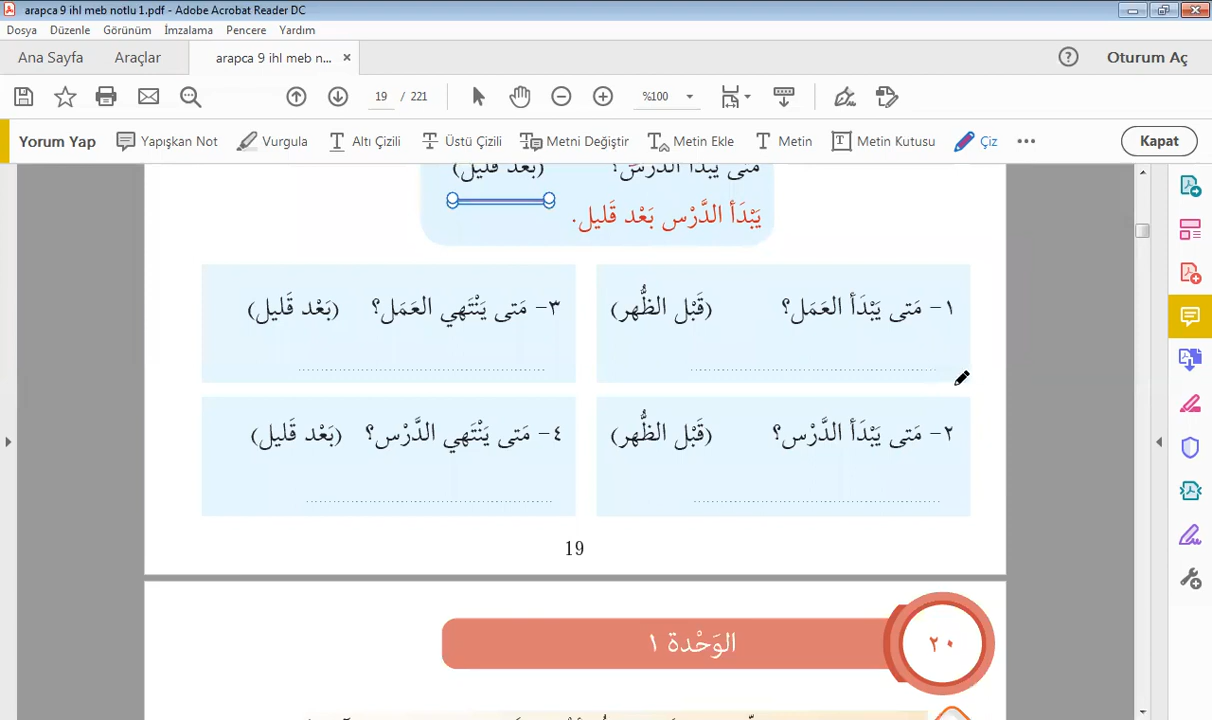 arapca 9 ihl meb notlu 1.pdf - Adobe Acrobat Reader DC
Dosya Düzenle Görünüm İmzalama Pencere Yardım
Ana Sayfa Araçlar arapca 9 ihl meb n... × Oturum Aç
19 / 221 %100
Yorum Yap Yapışkan Not Vurgula Altı Çizili Üstü Çizili Metni Değiştir Metin Ekle Metin Metin Kutusu Çiz Kapat
مَتى يَبْدَأ الدَّرْس؟ (بَعْد قَليل)
يَبْدَأ الدَّرْس بَعْد قَليل.
١- مَتى يَبْدَأ العَمَل؟ (قَبْل الظُّهر)
٣- مَتى يَنْتَهي العَمَل؟ (بَعْد قَليل)
٢- مَتى يَبْدَأ الدَّرْس؟ (قَبْل الظُّهر)
٤- مَتى يَنْتَهي الدَّرْس؟ (بَعْد قَليل)
19
٢٠
الوَحْدة ١